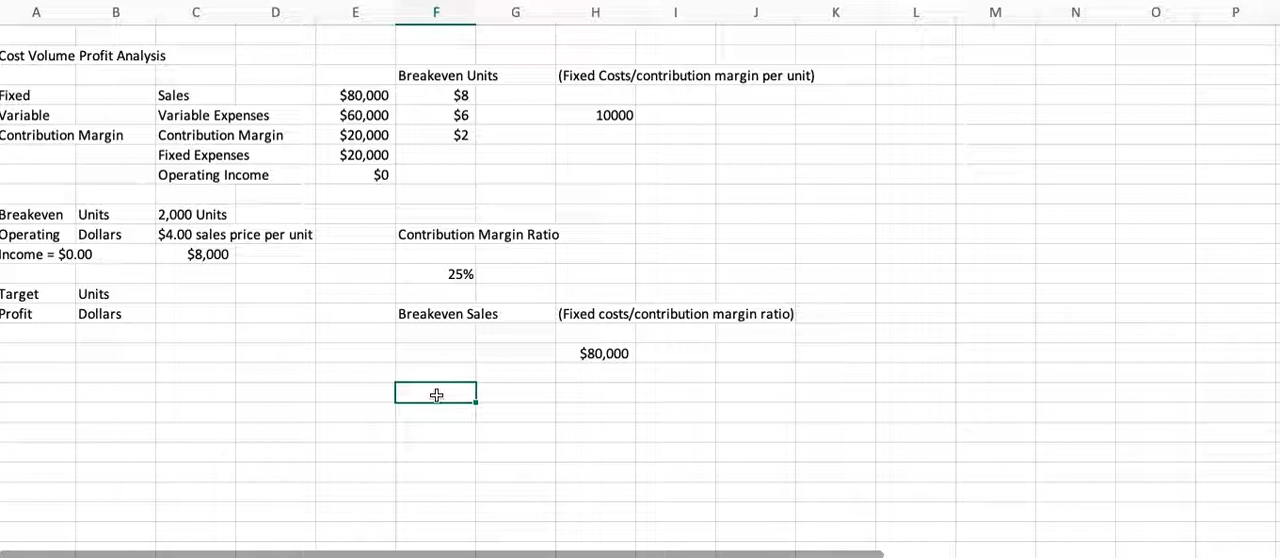 A B C D E F G H I J K L M N O P
Cost Volume Profit Analysis
Breakeven Units (Fixed Costs/contribution margin per unit)
Fixed Sales $80,000 $8
Variable Variable Expenses $60,000 $6 10000
Contribution Margin Contribution Margin $20,000 $2
Fixed Expenses $20,000
Operating Income $0
Breakeven Units 2,000 Units
Operating Dollars $4.00 sales price per unit Contribution Margin Ratio
Income = $0.00 $8,000
25%
Target Units
Profit Dollars Breakeven Sales (Fixed costs/contribution margin ratio)
$80,000